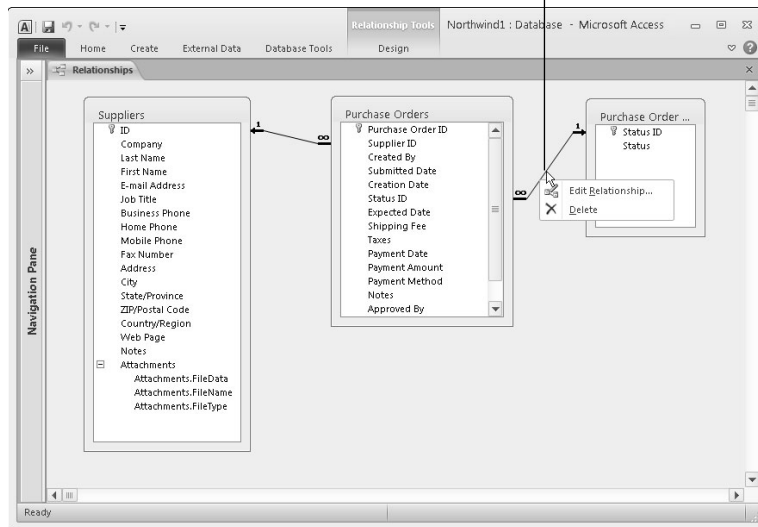 Relationship Tools Northwind1 : Database - Microsoft Access
File Home Create External Data Database Tools Design
Relationships
Navigation Pane
Suppliers
ID
Company
Last Name
First Name
E-mail Address
Job Title
Business Phone
Home Phone
Mobile Phone
Fax Number
Address
City
State/Province
ZIP/Postal Code
Country/Region
Web Page
Notes
Attachments
Attachments.FileData
Attachments.FileName
Attachments.FileType
1
∞
Purchase Orders
Purchase Order ID
Supplier ID
Created By
Submitted Date
Creation Date
Status ID
Expected Date
Shipping Fee
Taxes
Payment Date
Payment Amount
Payment Method
Notes
Approved By
∞
1
Purchase Order ...
Status ID
Status
Edit Relationship...
Delete
Ready